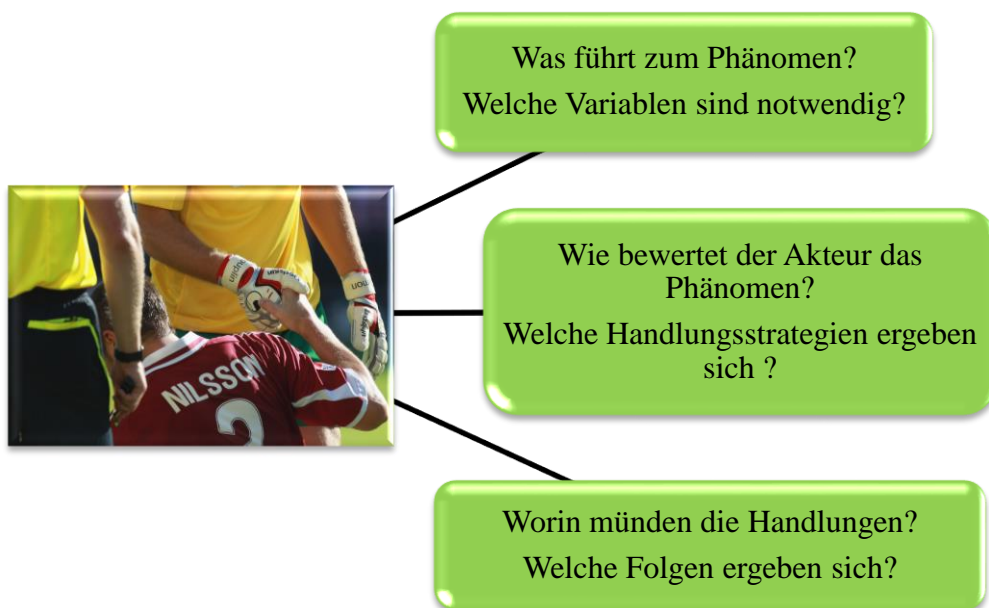 Was führt zum Phänomen?
Welche Variablen sind notwendig?
Wie bewertet der Akteur das
Phänomen?
Welche Handlungsstrategien ergeben
sich ?
NILSSON
2
Worin münden die Handlungen?
Welche Folgen ergeben sich?